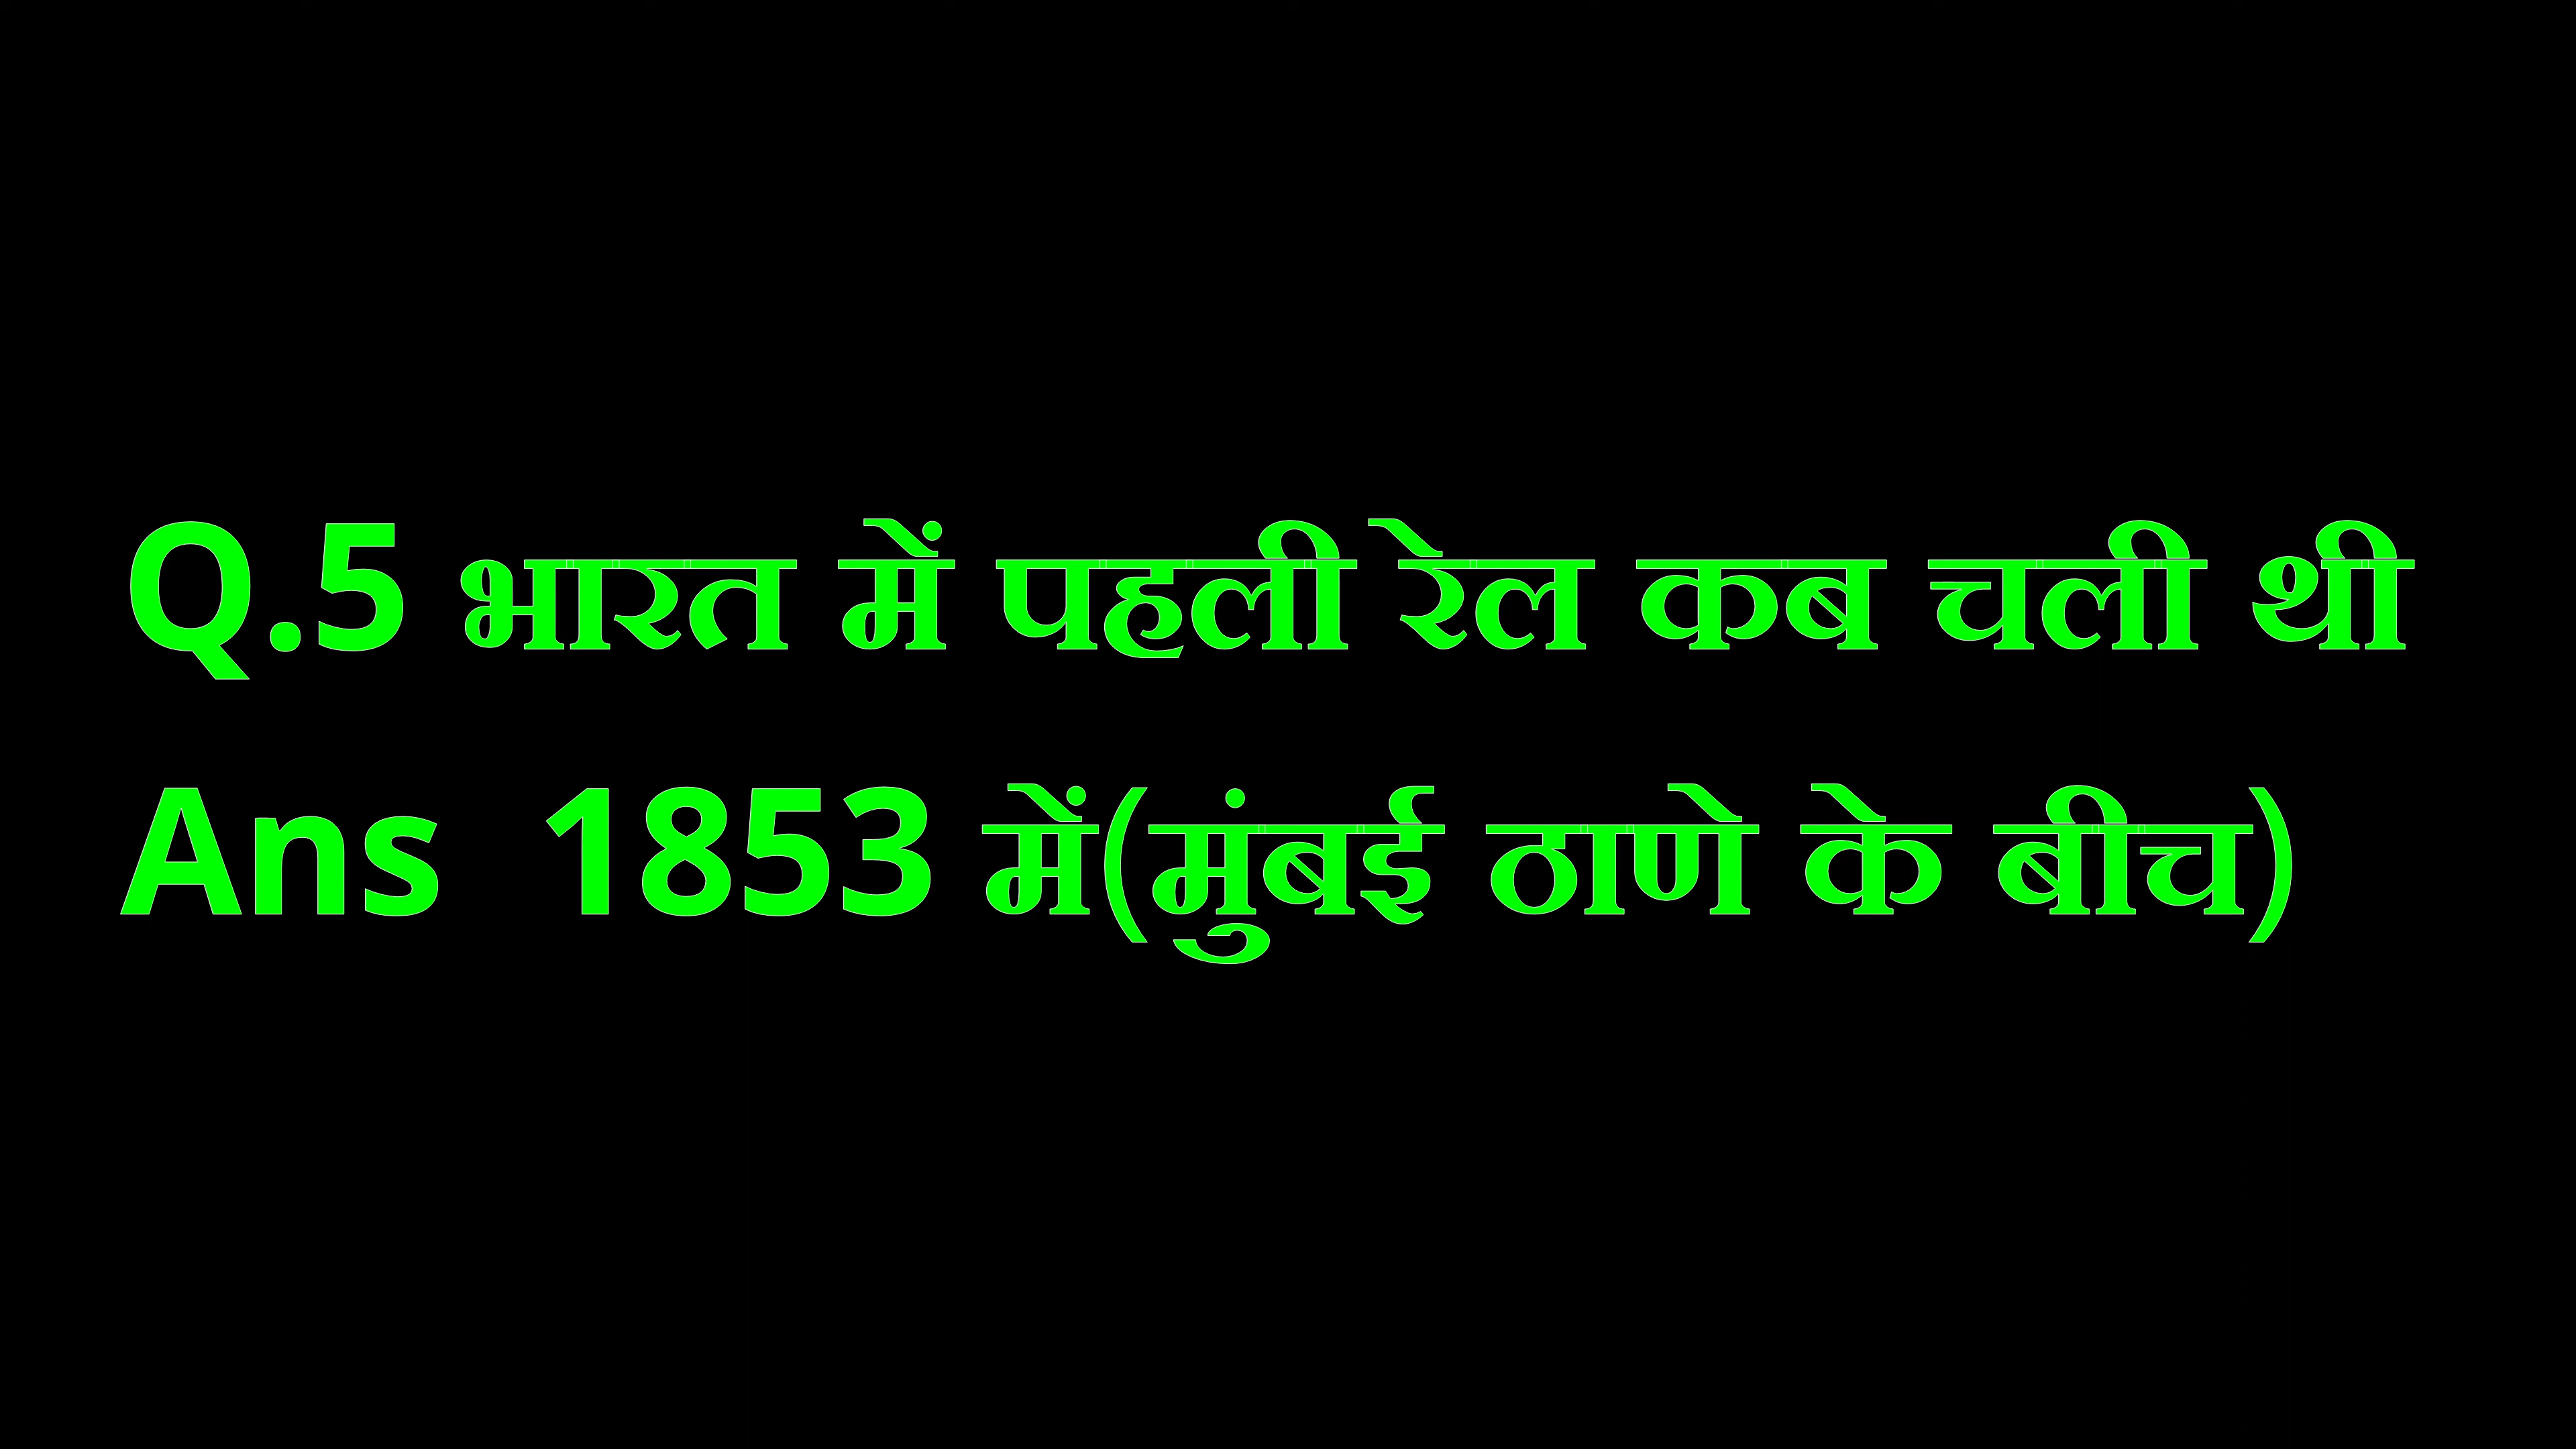 Q.5 भारत में पहली रेल कब चली थी
Ans  1853 में(मुंबई ठाणे के बीच)